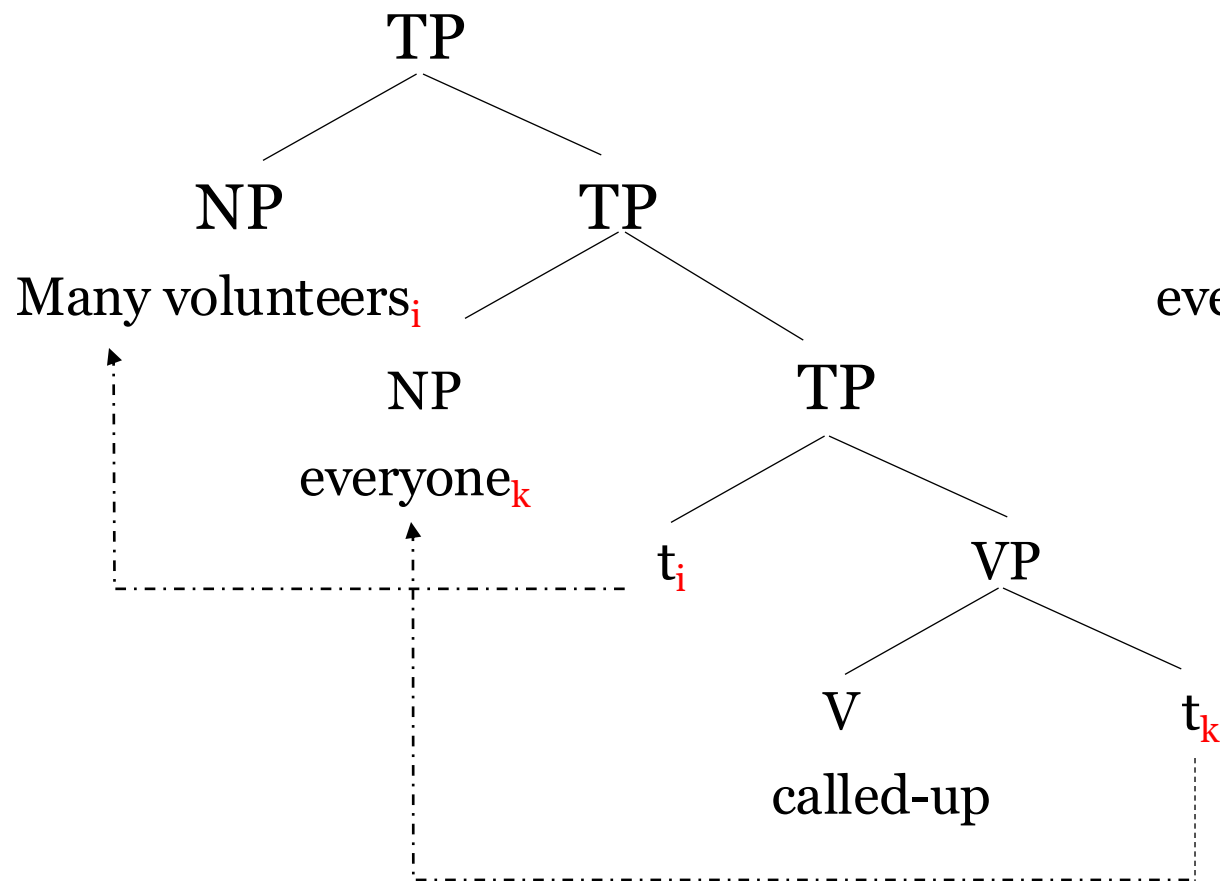 TP
NP TP
Many volunteersi
NP TP
everyonek
ti VP
V tk
called-up